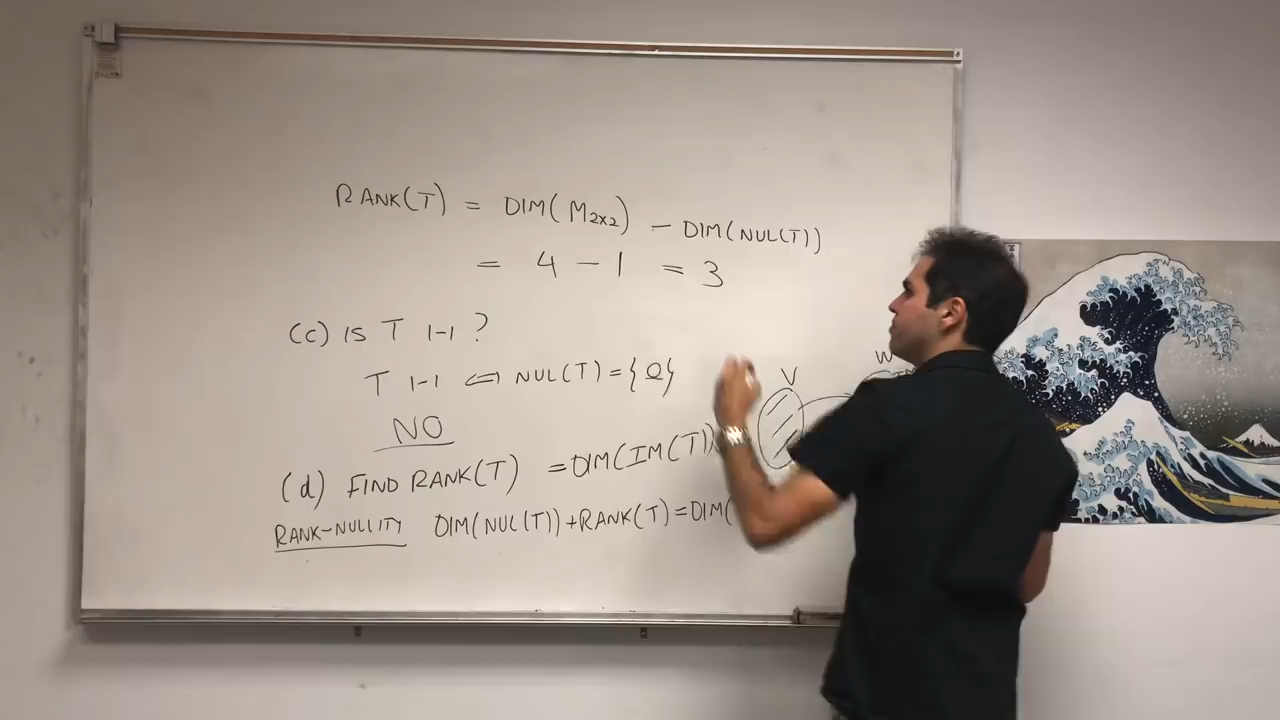 RANK(T) = DIM(M2x2) - DIM(NUL(T))
= 4 - 1 = 3
(c) IS T 1-1 ?
T 1-1 ⇔ NUL(T) = {0}
NO
V
W
(d) FIND RANK(T) = DIM(IM(T))
RANK-NULLITY DIM(NUL(T)) + RANK(T) = DIM(